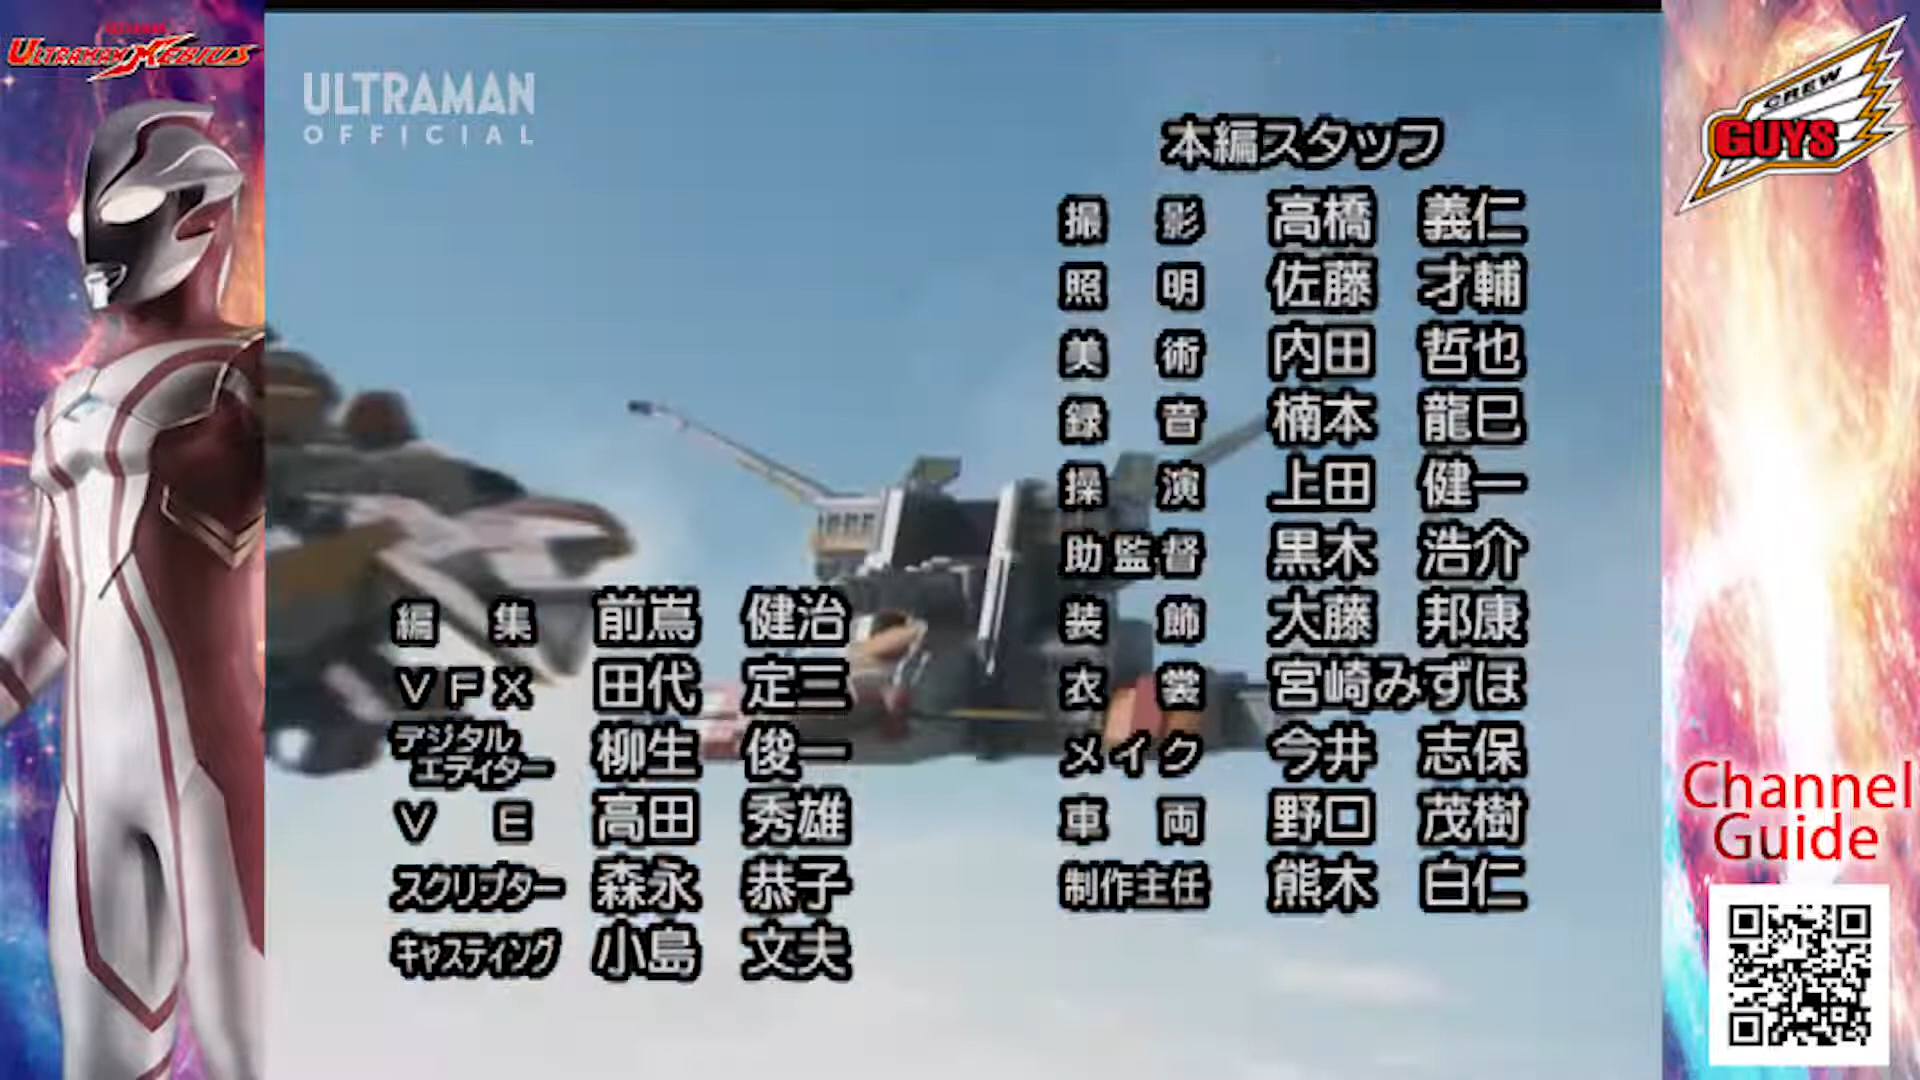 ULTRAMAN MEBIUS
ULTRAMAN
OFFICIAL
本編スタッフ
撮影 高橋 義仁
照明 佐藤 才輔
美術 内田 哲也
録音 楠本 龍巳
操演 上田 健一
助監督 黒木 浩介
装飾 大藤 邦康
衣裳 宮崎みずほ
メイク 今井 志保
車両 野口 茂樹
制作主任 熊木 白仁
編集 前嶌 健治
VFX 田代 定三
デジタル
エディター 柳生 俊一
VE 高田 秀雄
スクリプター 森永 恭子
キャスティング 小島 文夫
CREW
GUYS
Channel
Guide